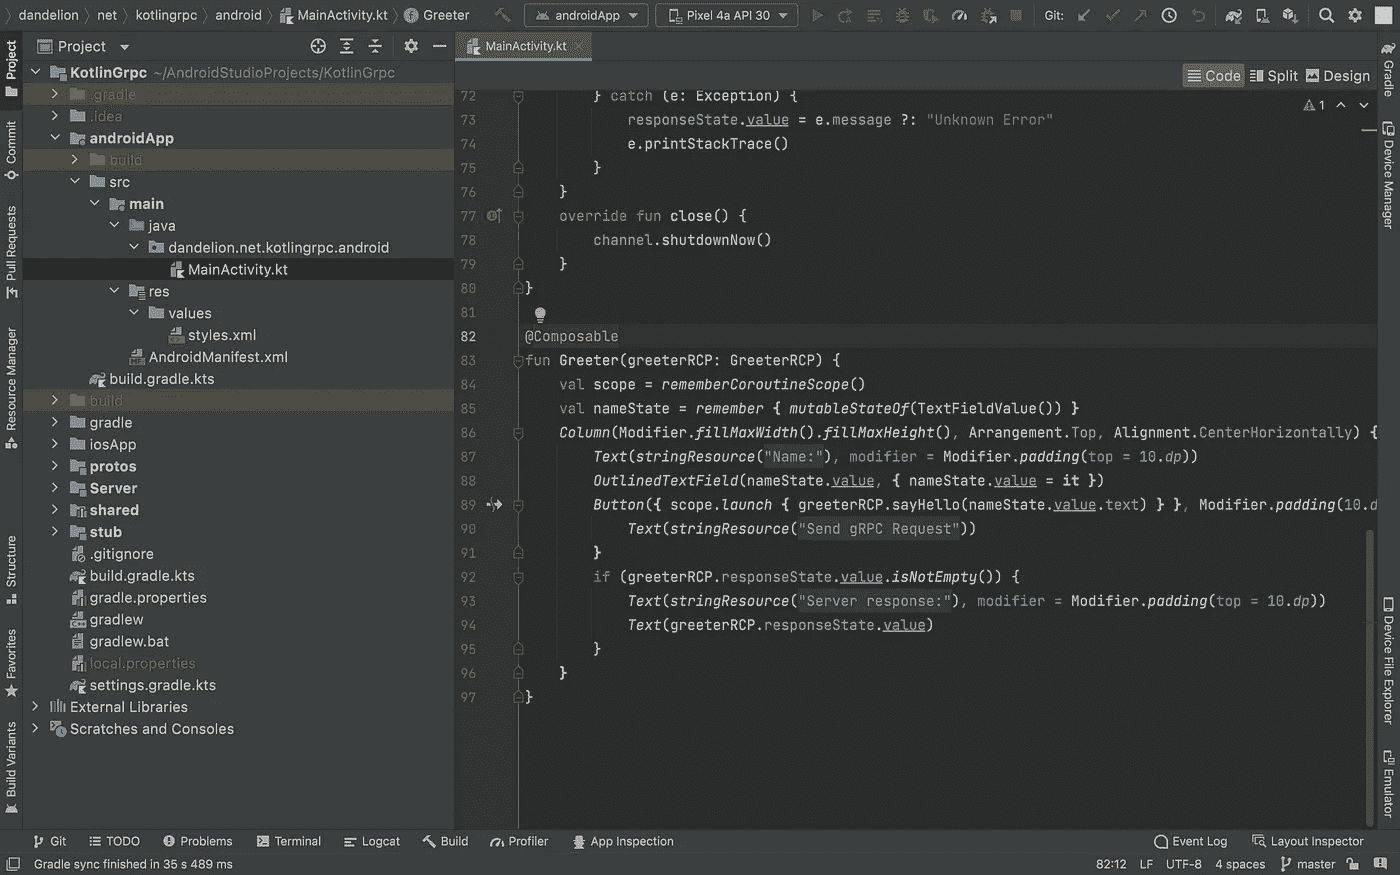 dandelion net kotlingrpc android MainActivity.kt Greeter androidApp Pixel 4a API 30 Git:
Project
MainActivity.kt
Code Split Design
KotlinGrpc ~/AndroidStudioProjects/KotlinGrpc
.gradle
.idea
androidApp
build
src
main
java
dandelion.net.kotlingrpc.android
MainActivity.kt
res
values
styles.xml
AndroidManifest.xml
build.gradle.kts
build
gradle
iosApp
protos
Server
shared
stub
.gitignore
build.gradle.kts
gradle.properties
gradlew
gradlew.bat
local.properties
settings.gradle.kts
External Libraries
Scratches and Consoles
Project
Commit
Pull Requests
Resource Manager
Structure
Favorites
Build Variants
1
72 } catch (e: Exception) {
73 responseState.value = e.message ?: "Unknown Error"
74 e.printStackTrace()
75 }
76 }
77 override fun close() {
78 channel.shutdownNow()
79 }
80 }
81
82 @Composable
83 fun Greeter(greeterRCP: GreeterRCP) {
84 val scope = rememberCoroutineScope()
85 val nameState = remember { mutableStateOf(TextFieldValue()) }
86 Column(Modifier.fillMaxWidth().fillMaxHeight(), Arrangement.Top, Alignment.CenterHorizontally) {
87 Text(stringResource("Name:"), modifier = Modifier.padding(top = 10.dp))
88 OutlinedTextField(nameState.value, { nameState.value = it })
89 Button({ scope.launch { greeterRCP.sayHello(nameState.value.text) } }, Modifier.padding(10.d
90 Text(stringResource("Send gRPC Request"))
91 }
92 if (greeterRCP.responseState.value.isNotEmpty()) {
93 Text(stringResource("Server response:"), modifier = Modifier.padding(top = 10.dp))
94 Text(greeterRCP.responseState.value)
95 }
96 }
97 }
Gradle
Device Manager
Device File Explorer
Emulator
Git TODO Problems Terminal Logcat Build Profiler App Inspection Event Log Layout Inspector
Gradle sync finished in 35 s 489 ms 82:12 LF UTF-8 4 spaces master